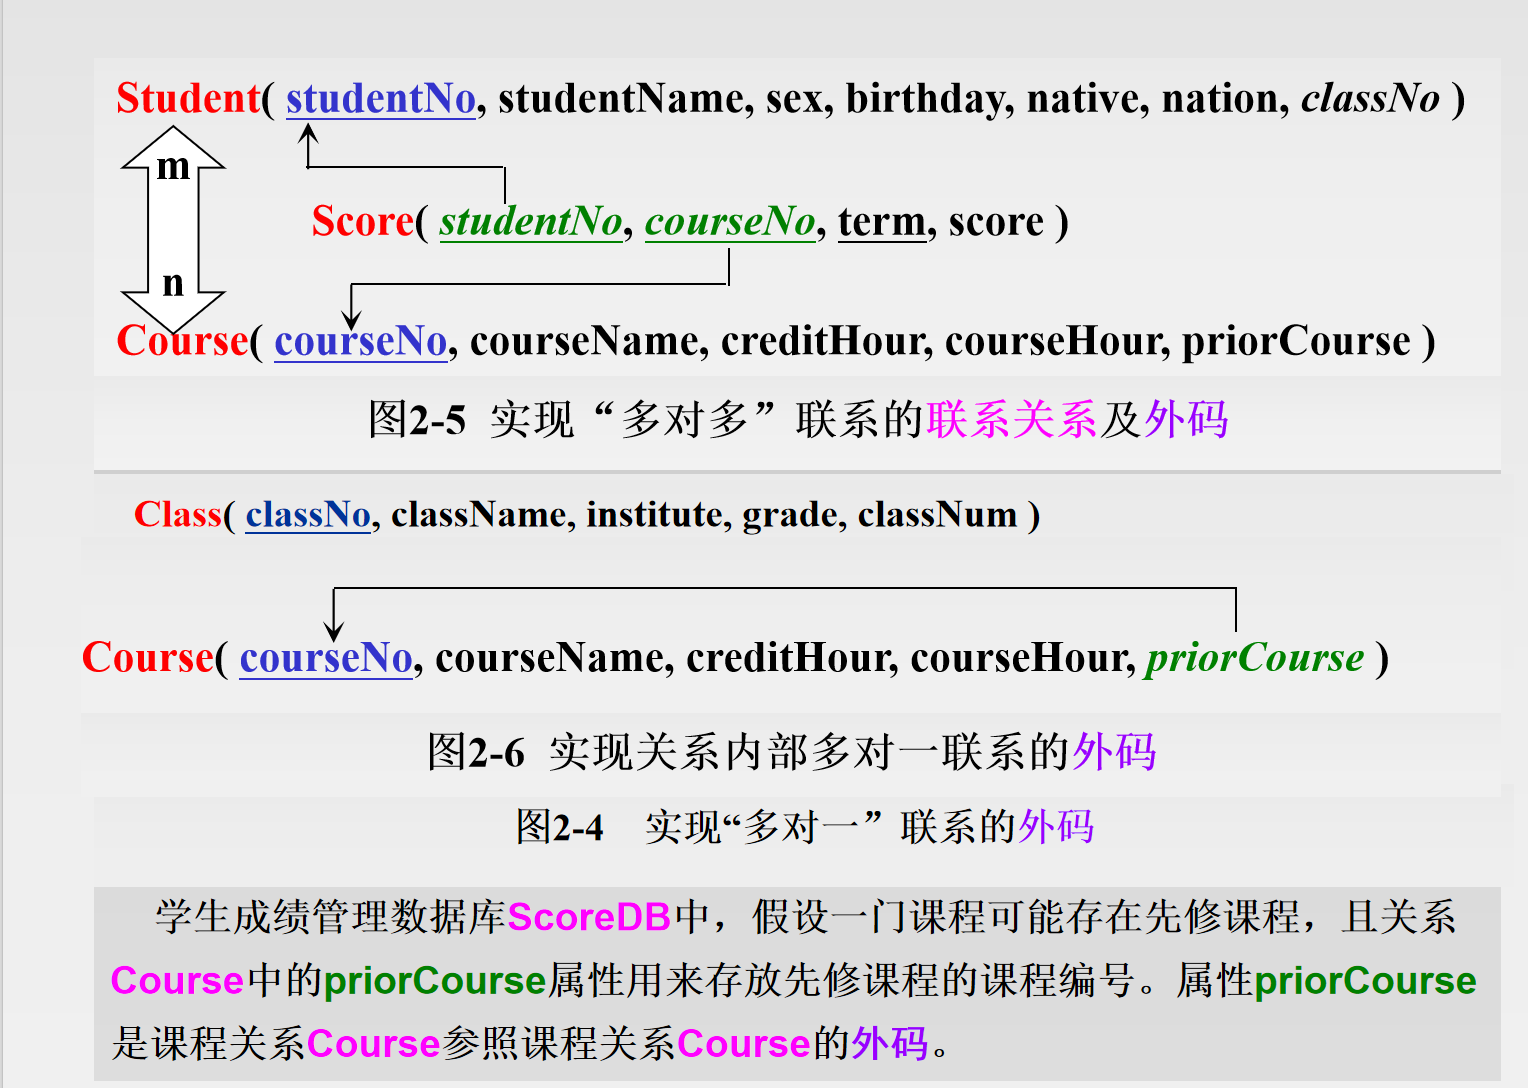 Student( studentNo, studentName, sex, birthday, native, nation, classNo )
m
Score( studentNo, courseNo, term, score )
n
Course( courseNo, courseName, creditHour, courseHour, priorCourse )
图2-5 实现“多对多”联系的联系关系及外码
Class( classNo, className, institute, grade, classNum )
Course( courseNo, courseName, creditHour, courseHour, priorCourse )
图2-6 实现关系内部多对一联系的外码
图2-4 实现“多对一”联系的外码
学生成绩管理数据库ScoreDB中，假设一门课程可能存在先修课程，且关系
Course中的priorCourse属性用来存放先修课程的课程编号。属性priorCourse
是课程关系Course参照课程关系Course的外码。